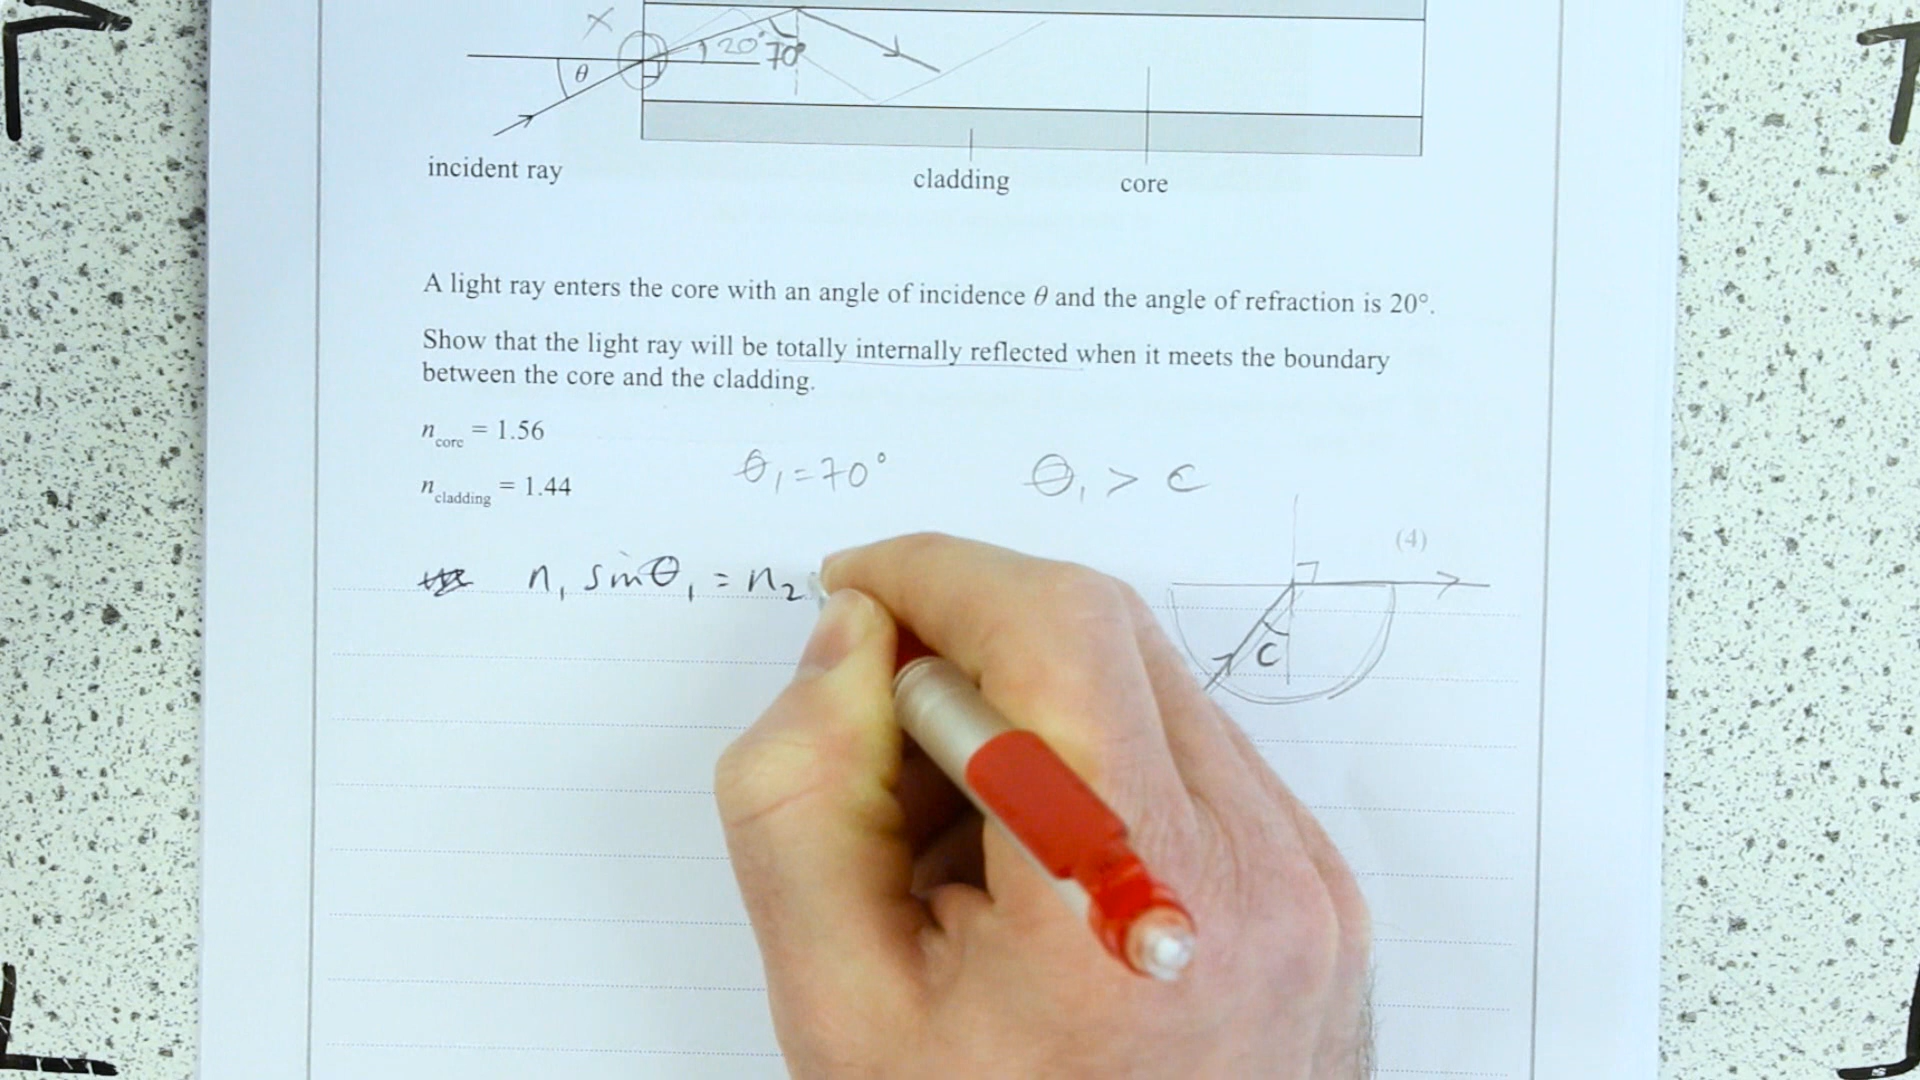 X
20° 70°
θ
incident ray
cladding
core
A light ray enters the core with an angle of incidence θ and the angle of refraction is 20°.
Show that the light ray will be totally internally reflected when it meets the boundary
between the core and the cladding.
n core = 1.56
θ₁ = 70° θ₁ > C
n cladding = 1.44
(4)
n₁ sinθ₁ = n₂
C